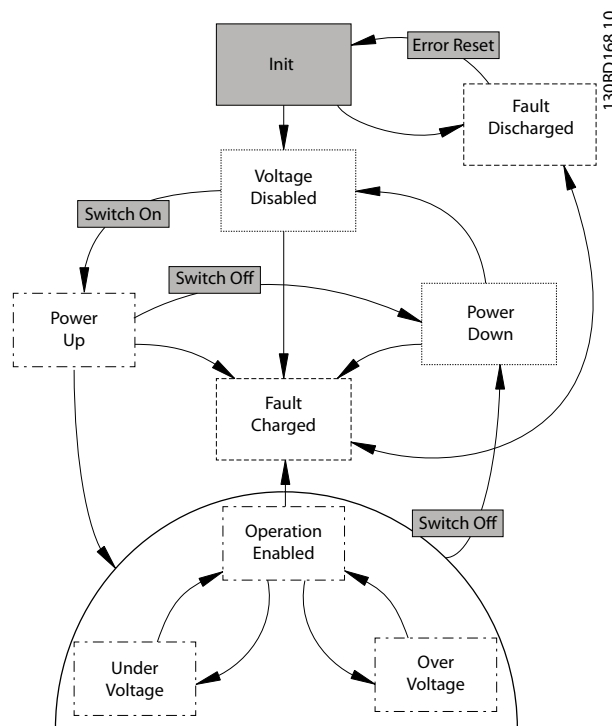 Init
Error Reset
130BD168.10
Fault
Discharged
Voltage
Disabled
Switch On
Switch Off
Power
Up
Power
Down
Fault
Charged
Operation
Enabled
Switch Off
Under
Voltage
Over
Voltage